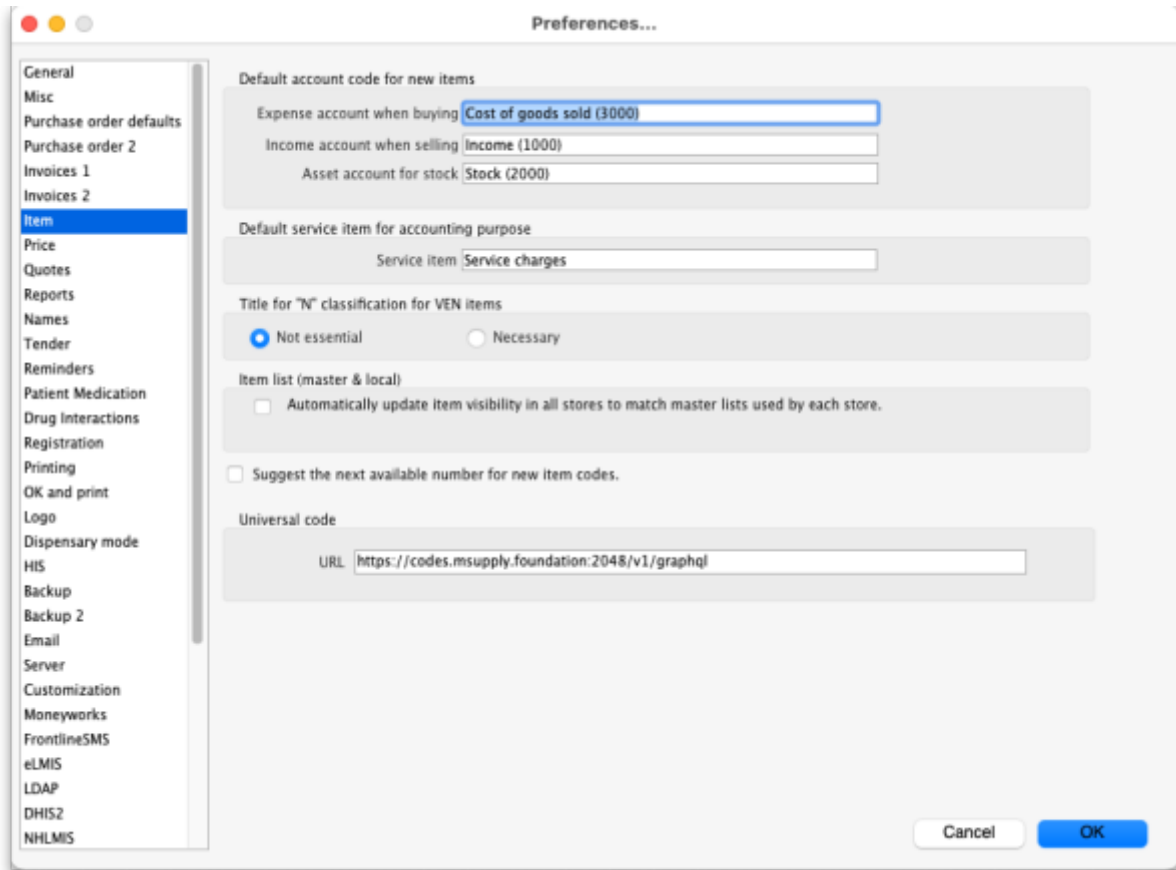 Preferences...
General
Misc
Purchase order defaults
Purchase order 2
Invoices 1
Invoices 2
Item
Price
Quotes
Reports
Names
Tender
Reminders
Patient Medication
Drug Interactions
Registration
Printing
OK and print
Logo
Dispensary mode
HIS
Backup
Backup 2
Email
Server
Customization
Moneyworks
FrontlineSMS
eLMIS
LDAP
DHIS2
NHLMIS
Default account code for new items
Expense account when buying Cost of goods sold (3000)
Income account when selling Income (1000)
Asset account for stock Stock (2000)
Default service item for accounting purpose
Service item Service charges
Title for "N" classification for VEN items
Not essential Necessary
Item list (master & local)
Automatically update item visibility in all stores to match master lists used by each store.
Suggest the next available number for new item codes.
Universal code
URL https://codes.msupply.foundation:2048/v1/graphql
Cancel OK